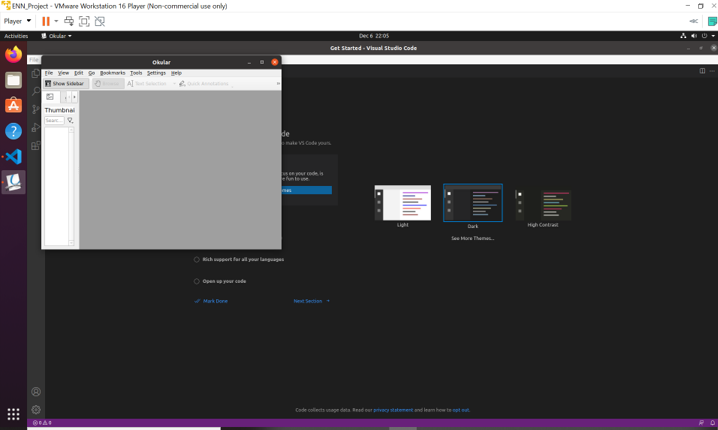 ENN_Project - VMware Workstation 16 Player (Non-commercial use only)
Player
Activities
Okular
Dec 6 22:05
Get Started - Visual Studio Code
Okular
File View Edit Go Bookmarks Tools Settings Help
Show Sidebar
Browse
Text Selection
Quick Annotations
Thumbnai
Searc...
de
s make VS Code yours.
cus on your code, is
re fun to use.
mes
Light
Dark
High Contrast
See More Themes...
Rich support for all your languages
Open up your code
Mark Done
Next Section
Code collects usage data. Read our privacy statement and learn how to opt out.
0 0